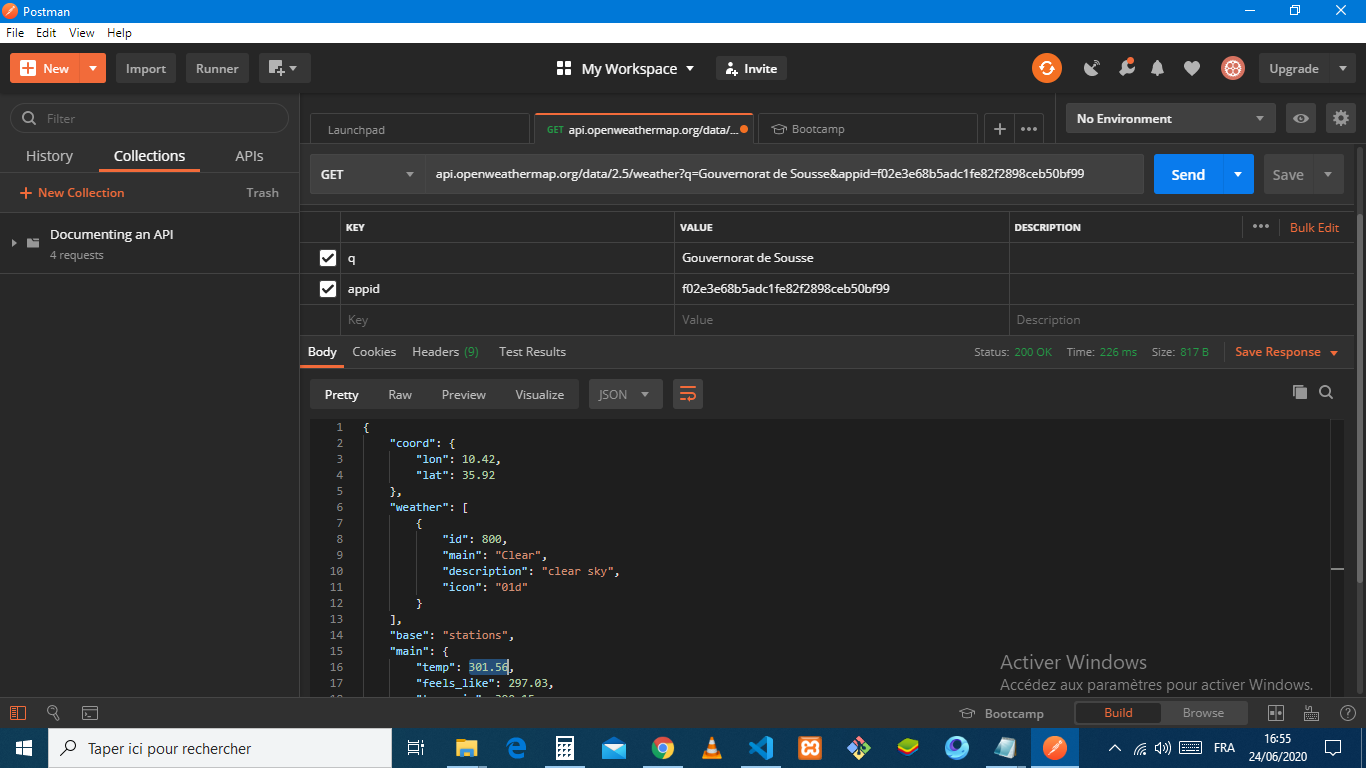 Postman
File Edit View Help
New Import Runner My Workspace Invite Upgrade
Filter
History Collections APIs
New Collection Trash
Documenting an API
4 requests
Launchpad GET api.openweathermap.org/data/... Bootcamp No Environment
GET api.openweathermap.org/data/2.5/weather?q=Gouvernorat de Sousse&appid=f02e3e68b5adc1fe82f2898ceb50bf99 Send Save
KEY VALUE DESCRIPTION Bulk Edit
q Gouvernorat de Sousse
appid f02e3e68b5adc1fe82f2898ceb50bf99
Key Value Description
Body Cookies Headers (9) Test Results Status: 200 OK Time: 226 ms Size: 817 B Save Response
Pretty Raw Preview Visualize JSON
1 {
2 "coord": {
3 "lon": 10.42,
4 "lat": 35.92
5 },
6 "weather": [
7 {
8 "id": 800,
9 "main": "Clear",
10 "description": "clear sky",
11 "icon": "01d"
12 }
13 ],
14 "base": "stations",
15 "main": {
16 "temp": 301.56,
17 "feels_like": 297.03,
Activer Windows
Accédez aux paramètres pour activer Windows.
Bootcamp Build Browse
Taper ici pour rechercher FRA 16:55
24/06/2020